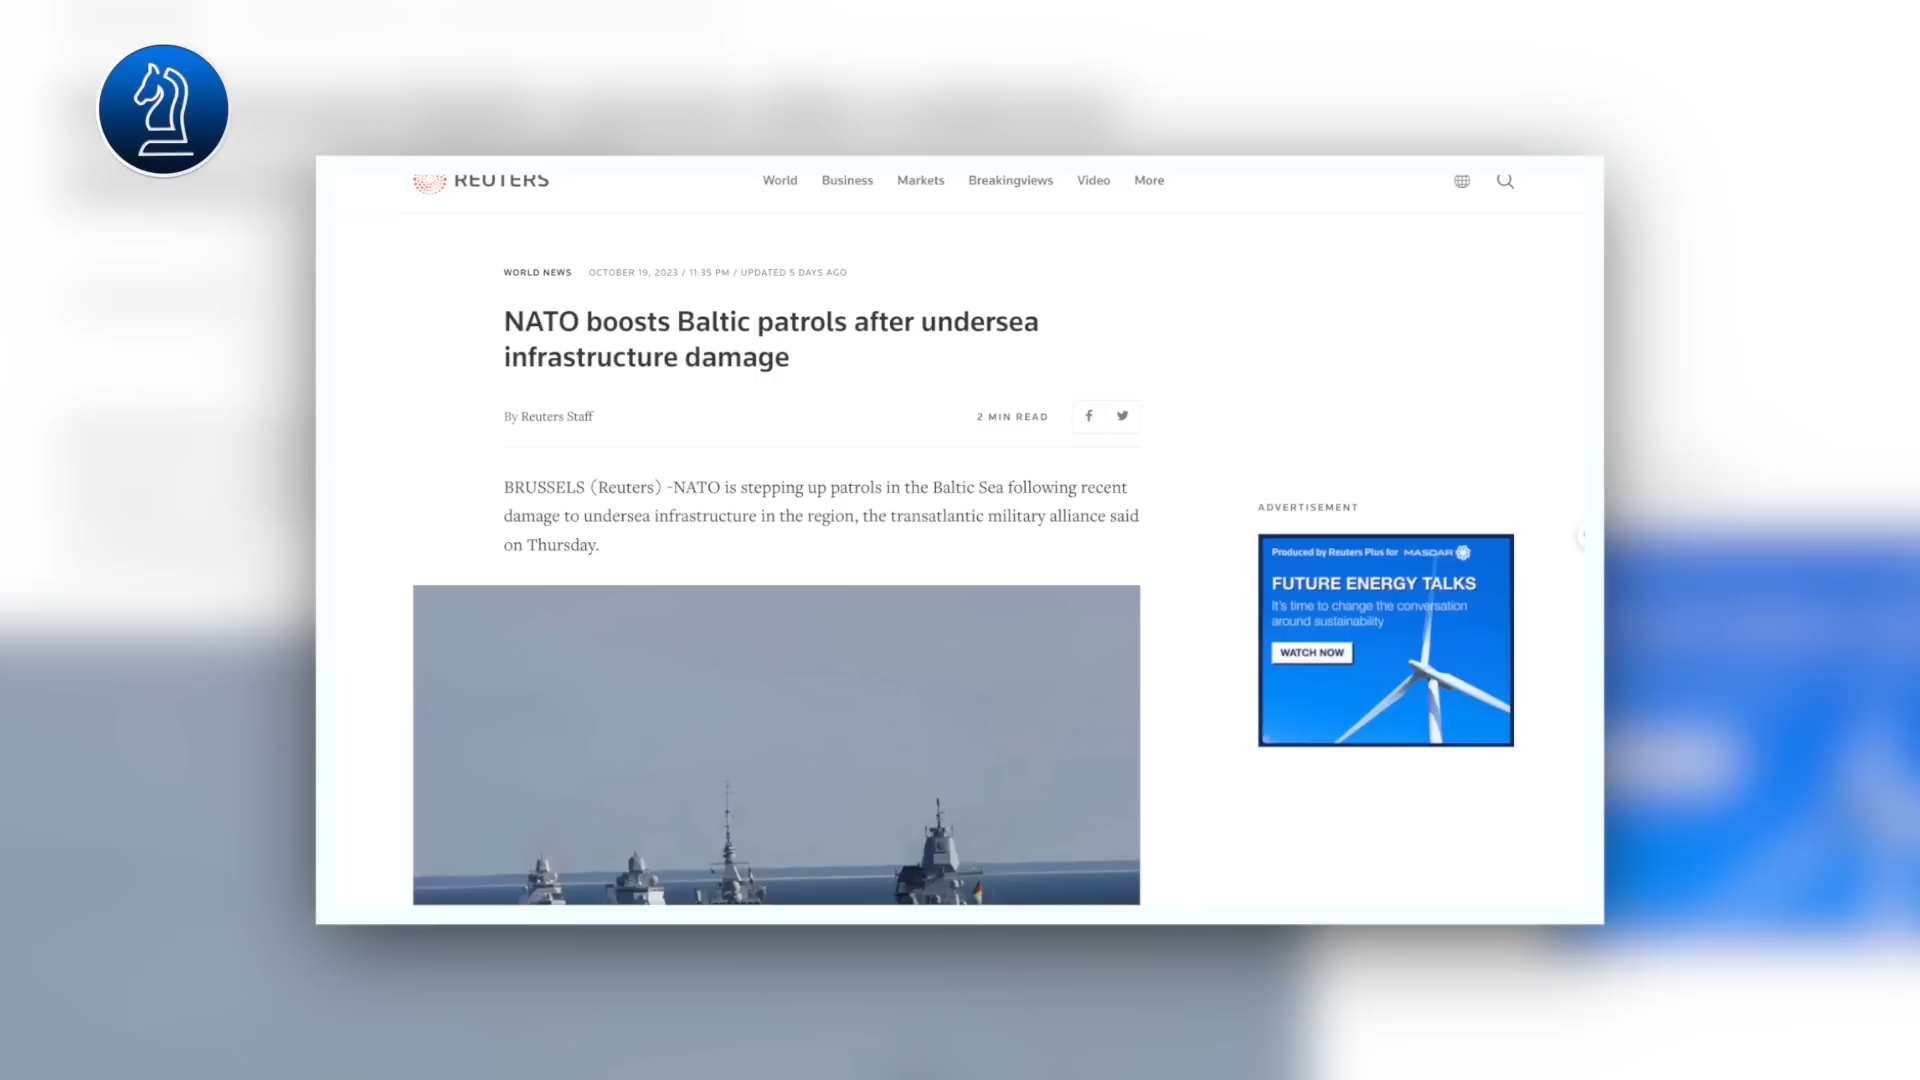 REUTERS
World Business Markets Breakingviews Video More
WORLD NEWS OCTOBER 19, 2023 / 11:35 PM / UPDATED 5 DAYS AGO
NATO boosts Baltic patrols after undersea
infrastructure damage
By Reuters Staff
2 MIN READ
BRUSSELS (Reuters) -NATO is stepping up patrols in the Baltic Sea following recent
damage to undersea infrastructure in the region, the transatlantic military alliance said
on Thursday.
ADVERTISEMENT
Produced by Reuters Plus for MASDAR
FUTURE ENERGY TALKS
It's time to change the conversation
around sustainability
WATCH NOW